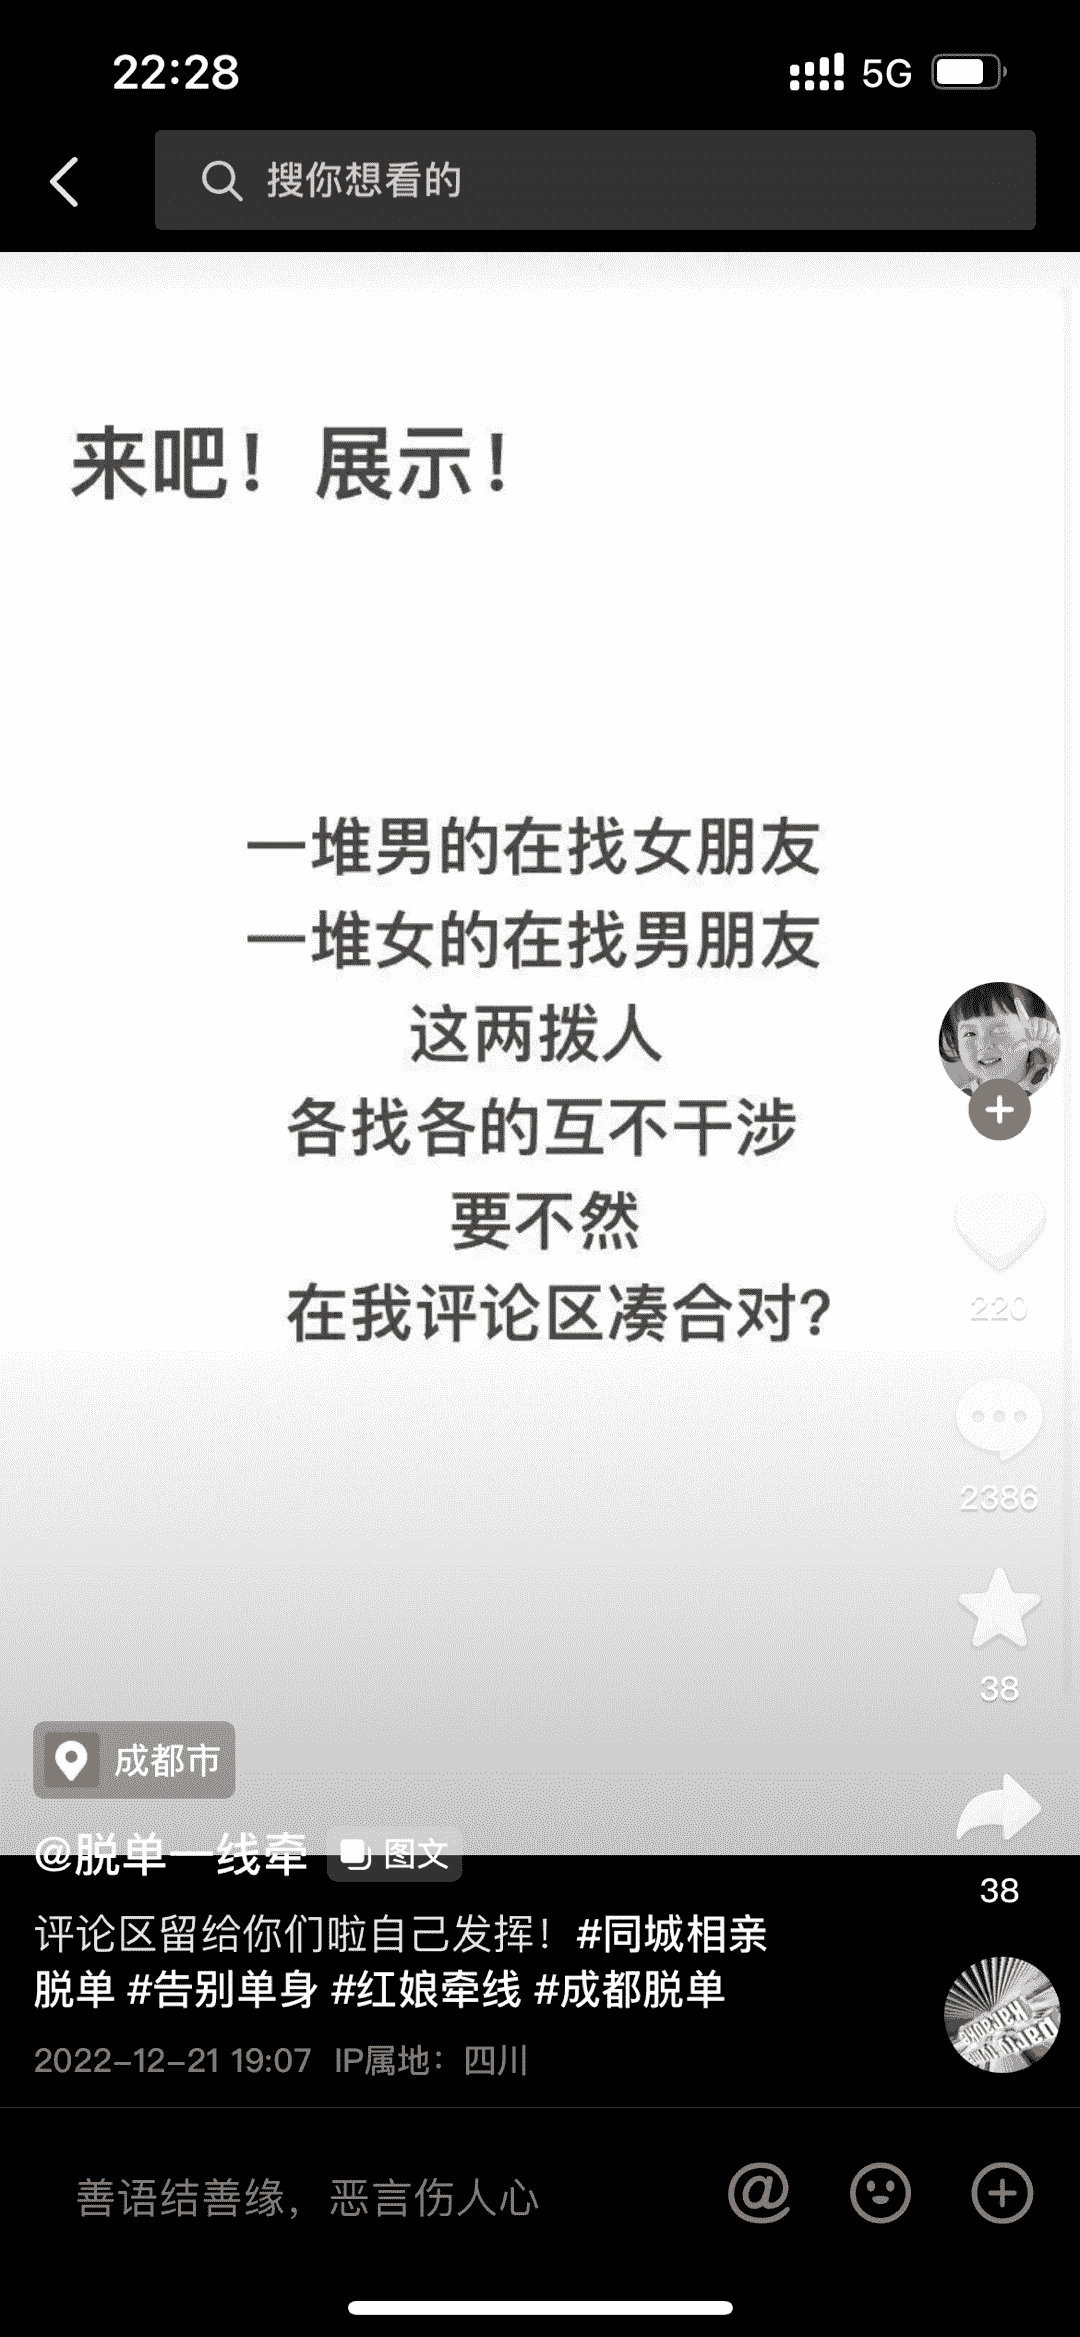 22:28
5G
搜你想看的
来吧！展示！
一堆男的在找女朋友
一堆女的在找男朋友
这两拨人
各找各的互不干涉
要不然
在我评论区凑合对?
220
2386
38
成都市
@脱单一线牵 图文
38
评论区留给你们啦自己发挥！#同城相亲
脱单 #告别单身 #红娘牵线 #成都脱单
2022-12-21 19:07 IP属地：四川
善语结善缘，恶言伤人心